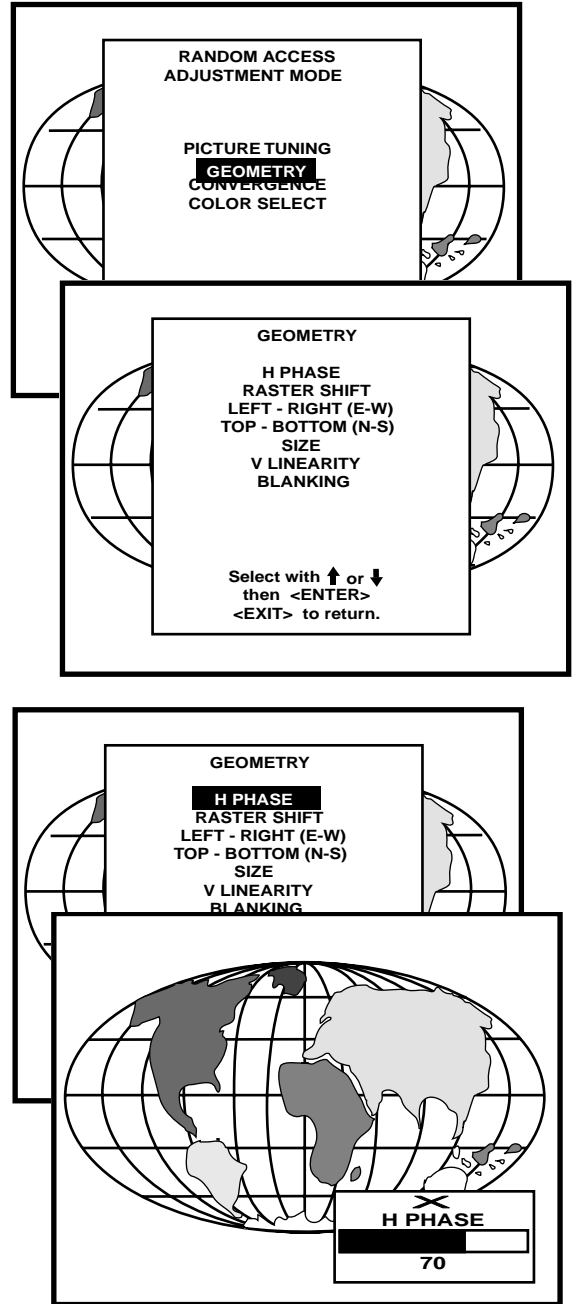 RANDOM ACCESS
ADJUSTMENT MODE
PICTURE TUNING
GEOMETRY
CONVERGENCE
COLOR SELECT
GEOMETRY
H PHASE
RASTER SHIFT
LEFT - RIGHT (E-W)
TOP - BOTTOM (N-S)
SIZE
V LINEARITY
BLANKING
Select with ↑ or ↓
then <ENTER>
<EXIT> to return.
GEOMETRY
H PHASE
RASTER SHIFT
LEFT - RIGHT (E-W)
TOP - BOTTOM (N-S)
SIZE
V LINEARITY
BLANKING
H PHASE
70